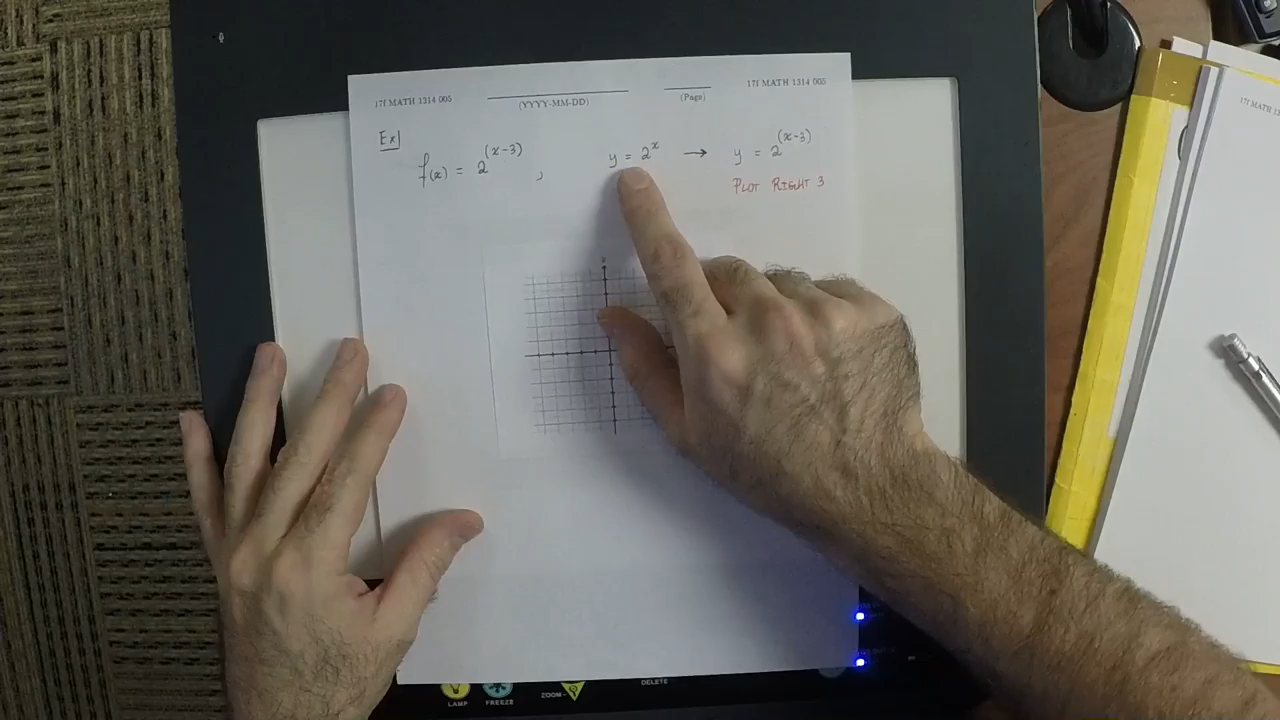 17I MATH 1314 005
(YYYY-MM-DD)
(Page)
17I MATH 1314 005
Ex
f(x) = 2^(x-3) ,
y = 2^x → y = 2^(x-3)
PLOT RIGHT 3
y
LAMP
FREEZE
ZOOM
DELETE